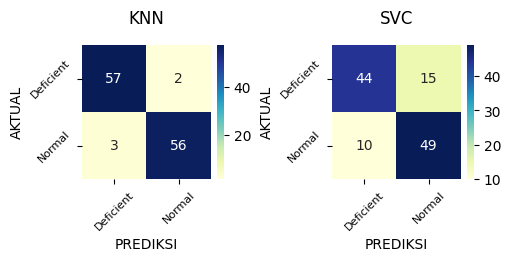 KNN
AKTUAL
Deficient
57
2
Normal
3
56
Deficient
Normal
PREDIKSI
40
20
SVC
AKTUAL
Deficient
44
15
Normal
10
49
Deficient
Normal
PREDIKSI
40
30
20
10